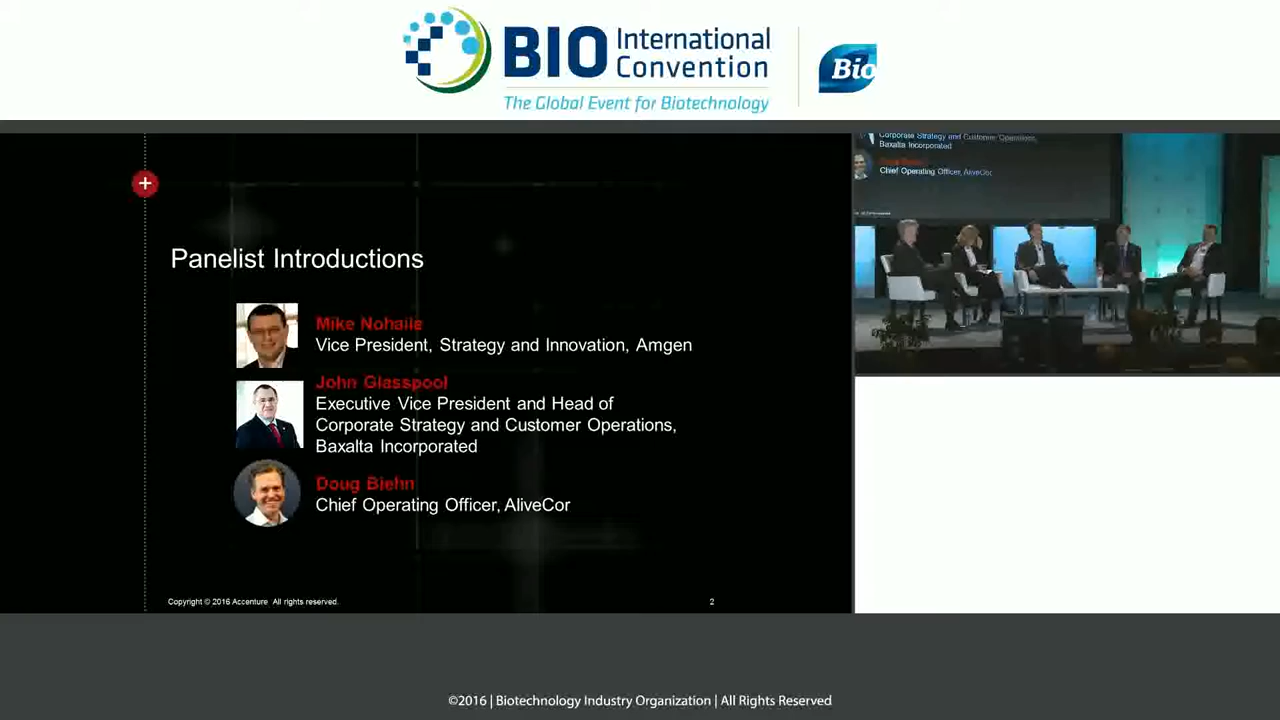 BIO International
Convention
The Global Event for Biotechnology
Bio
Corporate Strategy and Customer Operations,
Baxalta Incorporated
Chief Operating Officer, AliveCor
Panelist Introductions
Mike Nohaile
Vice President, Strategy and Innovation, Amgen
John Glasspool
Executive Vice President and Head of
Corporate Strategy and Customer Operations,
Baxalta Incorporated
Doug Biehn
Chief Operating Officer, AliveCor
Copyright © 2016 Accenture All rights reserved.
2
©2016 | Biotechnology Industry Organization | All Rights Reserved